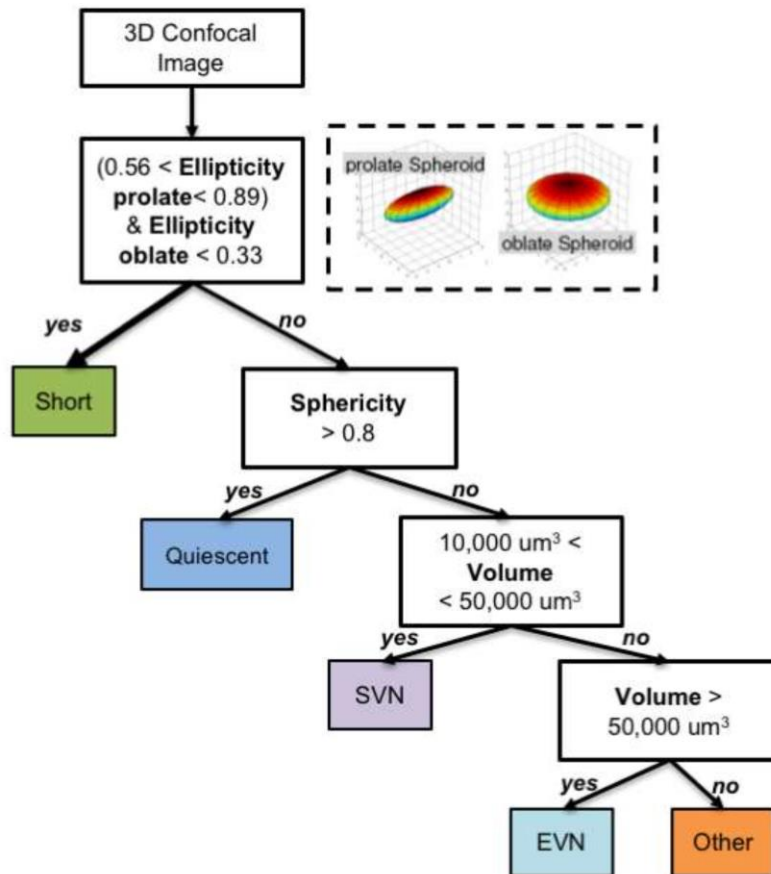 3D Confocal
Image
(0.56 < Ellipticity
prolate< 0.89)
& Ellipticity
oblate < 0.33
prolate Spheroid
oblate Spheroid
yes
no
Short
Sphericity
> 0.8
yes
no
Quiescent
10,000 um³ <
Volume
< 50,000 um³
yes
no
SVN
Volume >
50,000 um³
yes
no
EVN
Other